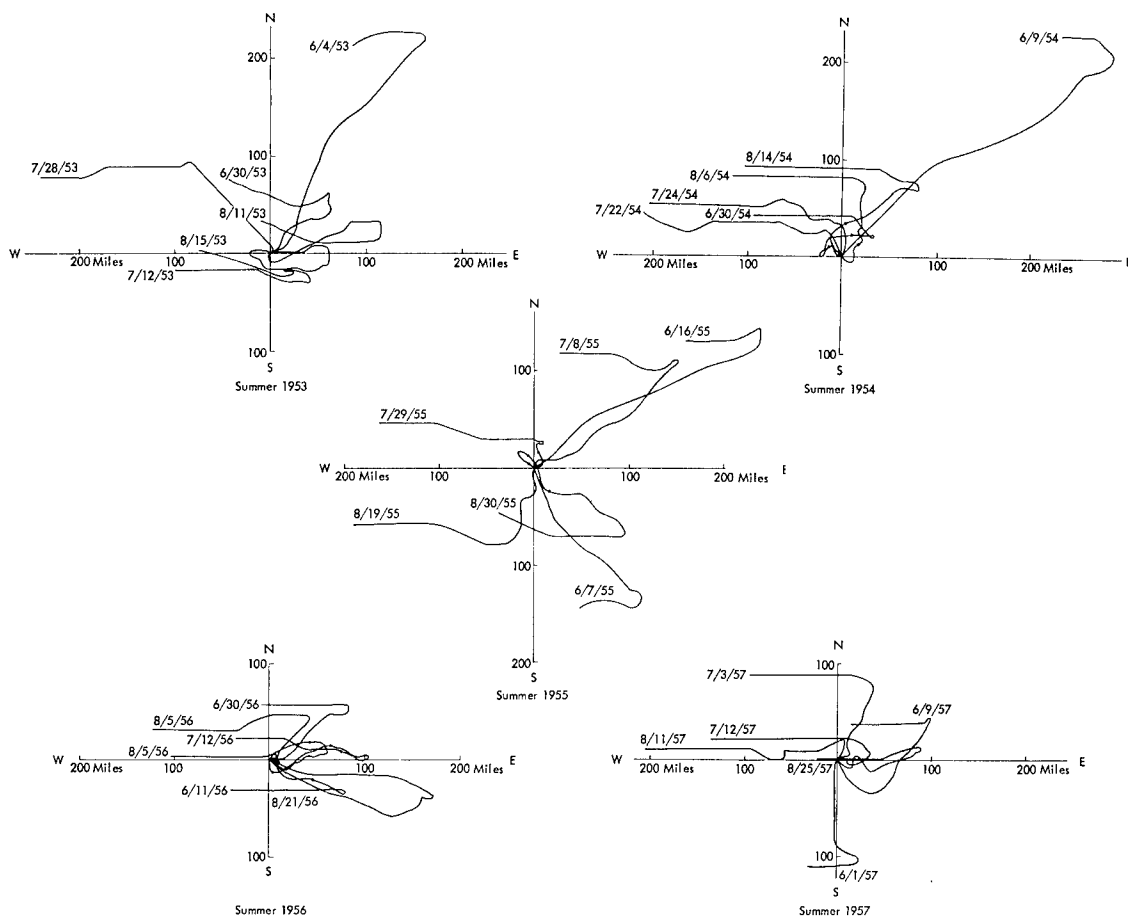 N
6/4/53
200
7/28/53
100
6/30/53
8/11/53
8/15/53
W
200 Miles
100
100
200 Miles
E
7/12/53
100
S
Summer 1953
N
6/9/54
200
8/14/54
100
8/6/54
7/24/54
7/22/54
6/30/54
W
200 Miles
100
100
200 Miles
E
100
S
Summer 1954
N
6/16/55
7/8/55
100
7/29/55
W
200 Miles
100
100
200 Miles
E
8/30/55
8/19/55
100
6/7/55
200
S
Summer 1955
N
100
6/30/56
8/5/56
7/12/56
8/5/56
W
200 Miles
100
100
200 Miles
E
6/11/56
8/21/56
100
S
Summer 1956
N
100
7/3/57
6/9/57
7/12/57
8/11/57
W
200 Miles
100
8/25/57
100
200 Miles
E
100
6/1/57
S
Summer 1957